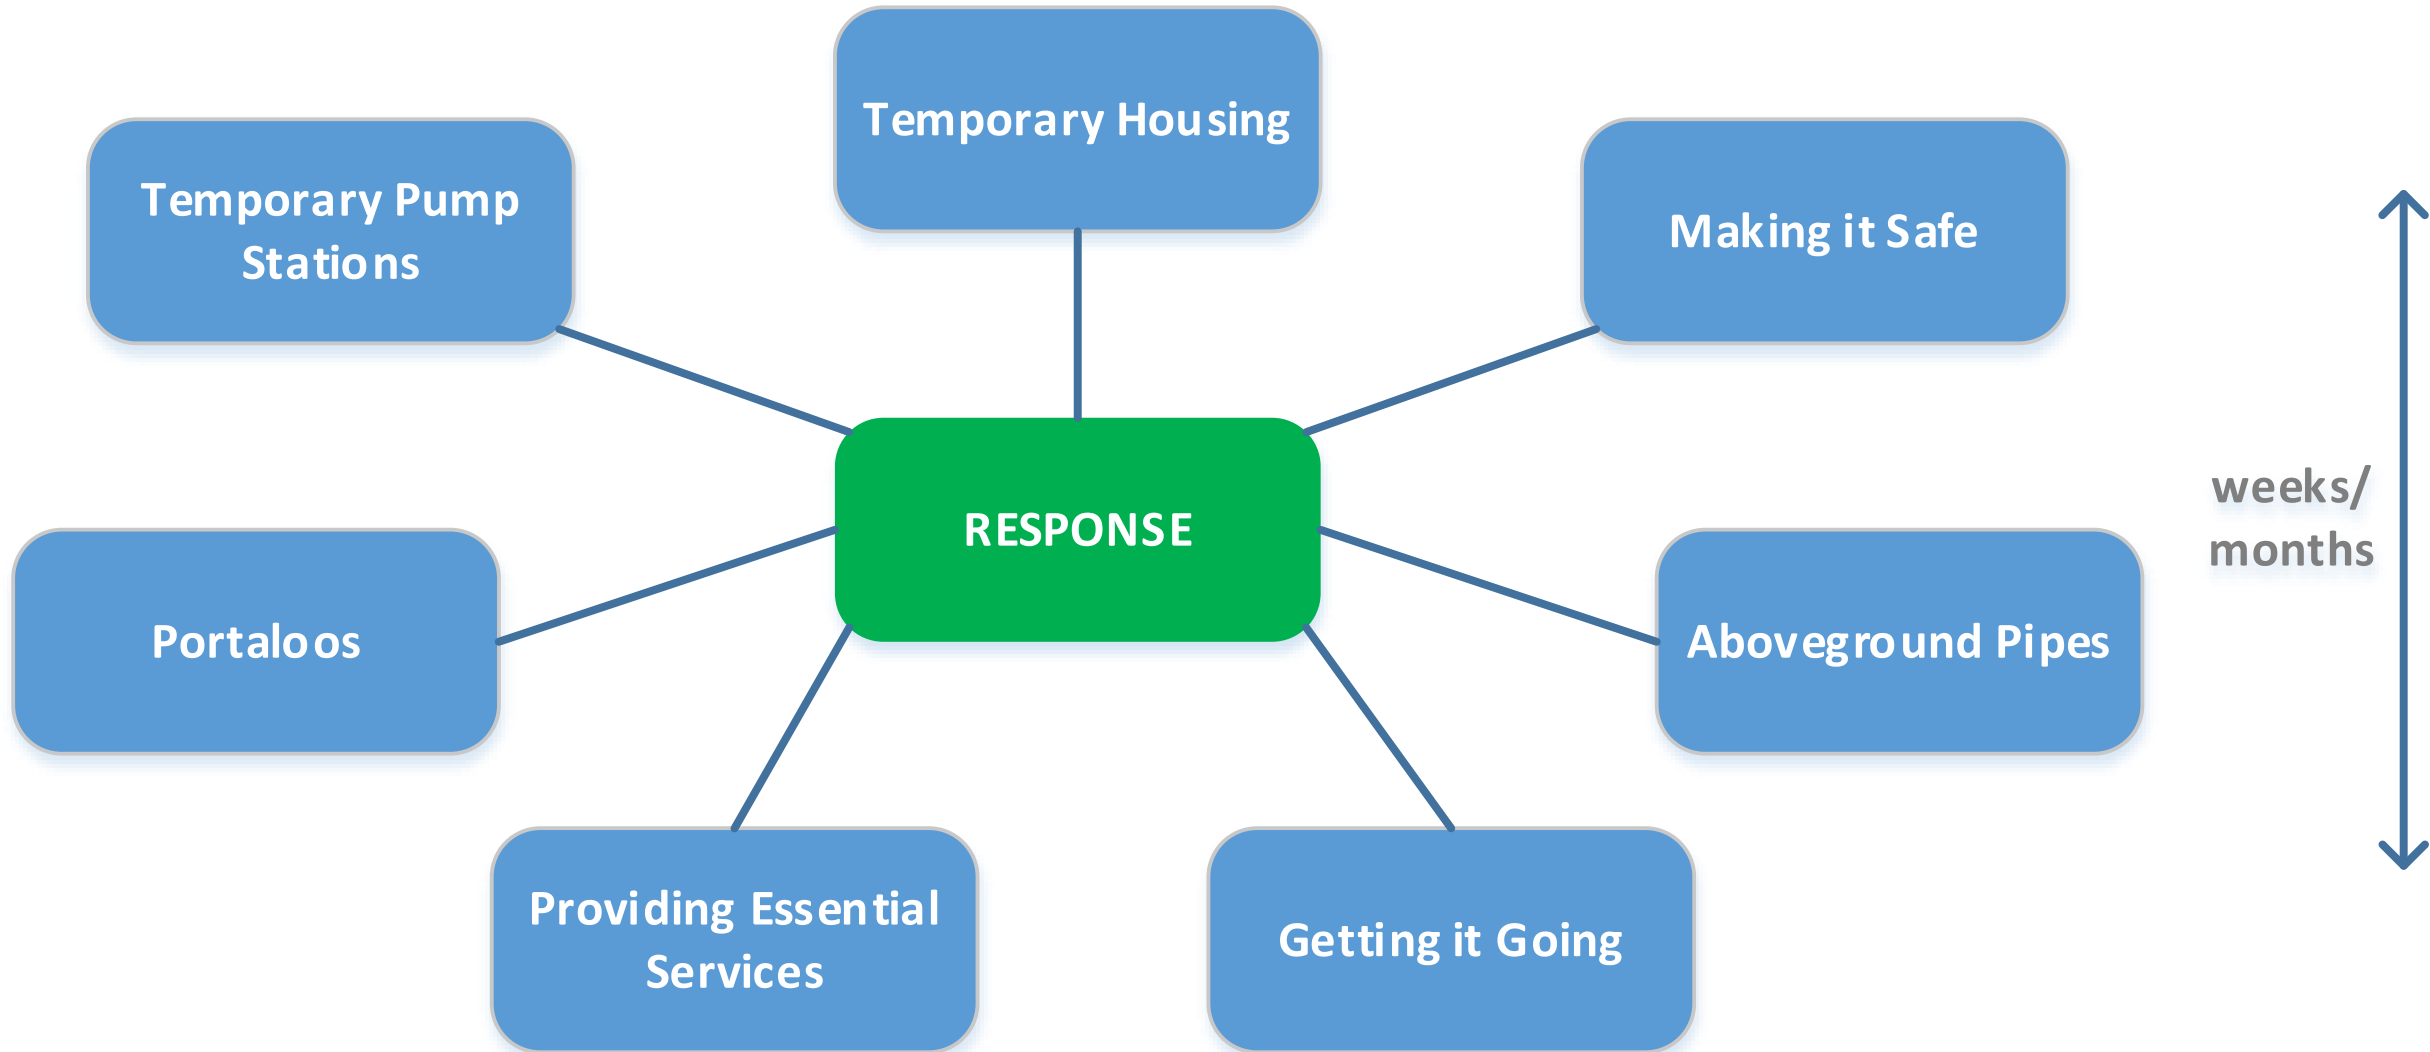 Temporary Housing
Temporary Pump
Stations
Making it Safe
RESPONSE
weeks/
months
Portaloos
Aboveground Pipes
Providing Essential
Services
Getting it Going